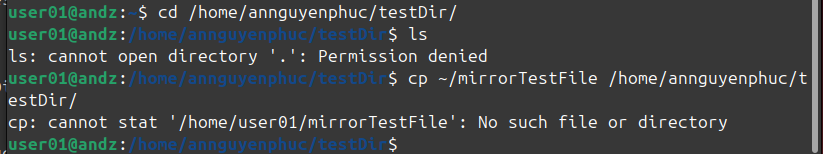 user01@andz:~$ cd /home/annguyenphuc/testDir/
user01@andz:/home/annguyenphuc/testDir$ ls
ls: cannot open directory '.': Permission denied
user01@andz:/home/annguyenphuc/testDir$ cp ~/mirrorTestFile /home/annguyenphuc/t
estDir/
cp: cannot stat '/home/user01/mirrorTestFile': No such file or directory
user01@andz:/home/annguyenphuc/testDir$